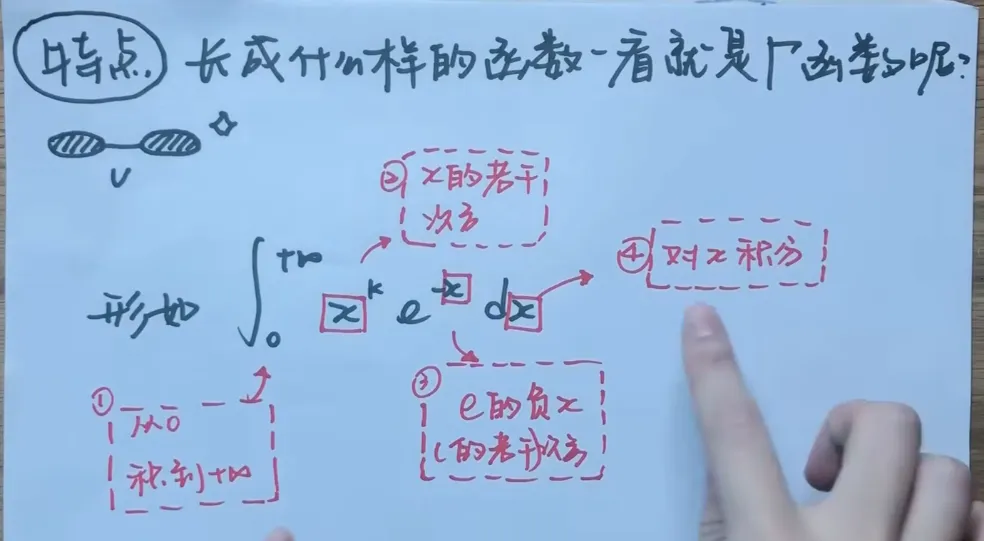 特点 长成什么样的函数一看就是Γ函数呢?
② x的若干
次方
④ 对x积分
形如 ∫₀^{+∞} x^k e^{-x} dx
① 从0
积到+∞
③ e的负x
(的若干)次方